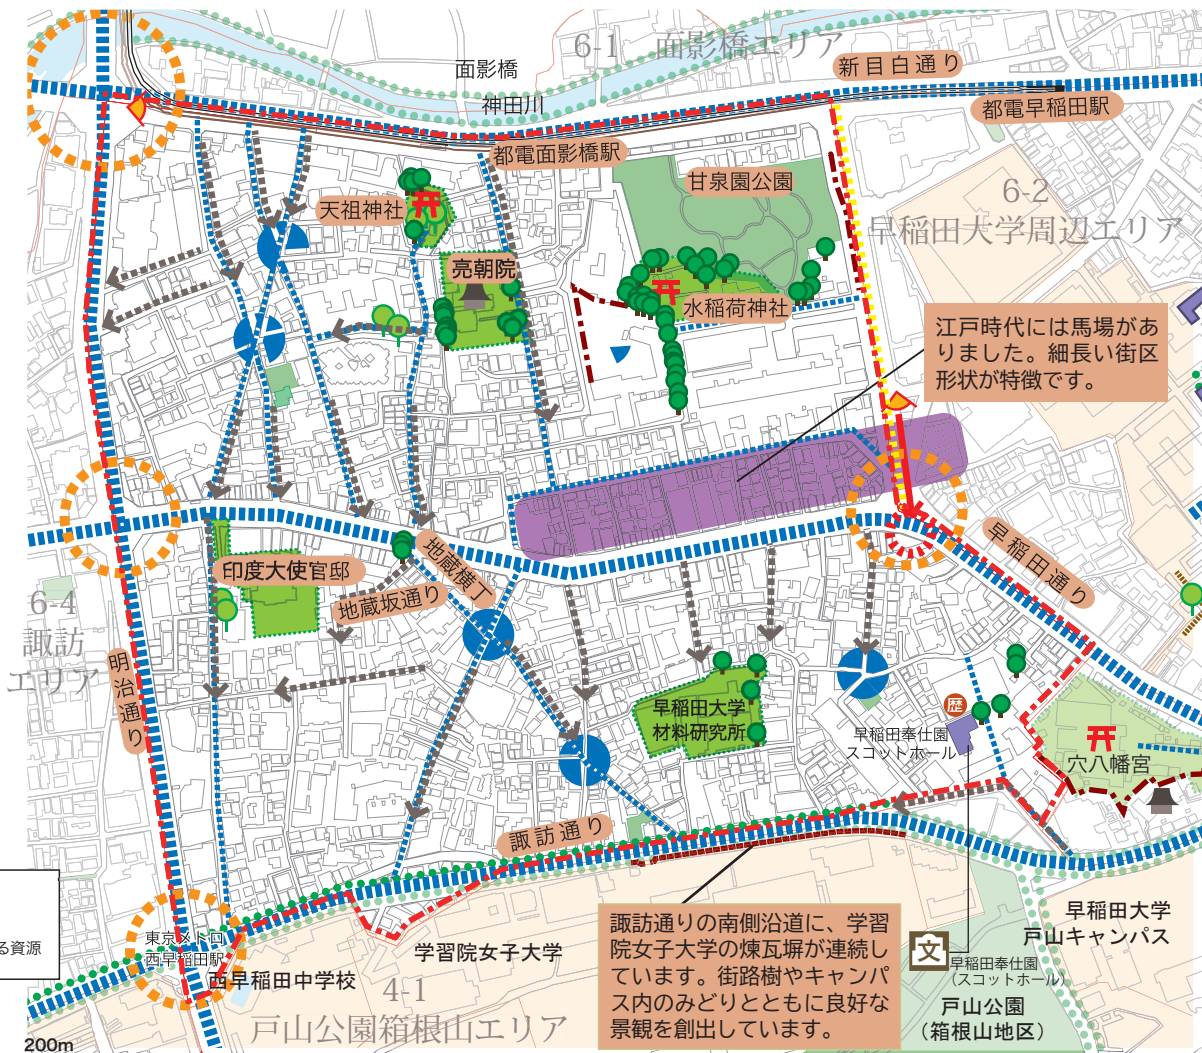 6-1 面影橋エリア
面影橋
新目白通り
神田川
都電早稲田駅
都電面影橋駅
甘泉園公園
6-2
早稲田大学周辺エリア
天祖神社
亮朝院
水稲荷神社
江戸時代には馬場があ
りました。細長い街区
形状が特徴です。
早稲田通り
地蔵横丁
印度大使官邸
地蔵坂通り
6-4
諏訪
エリア
明治通り
早稲田大学
材料研究所
歴
早稲田奉仕園
スコットホール
穴八幡宮
諏訪通り
る資源
東京メトロ
西早稲田駅
西早稲田中学校
学習院女子大学
4-1
戸山公園箱根山エリア
諏訪通りの南側沿道に、学習
院女子大学の煉瓦塀が連続し
ています。街路樹やキャンパ
ス内のみどりとともに良好な
景観を創出しています。
文
早稲田奉仕園
（スコットホール）
早稲田大学
戸山キャンパス
戸山公園
（箱根山地区）
200m